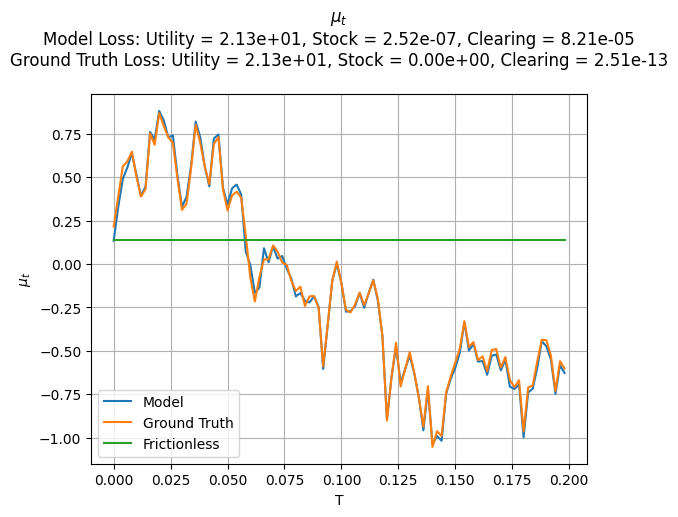 μ_t
Model Loss: Utility = 2.13e+01, Stock = 2.52e-07, Clearing = 8.21e-05
Ground Truth Loss: Utility = 2.13e+01, Stock = 0.00e+00, Clearing = 2.51e-13
0.75
0.50
0.25
0.00
−0.25
−0.50
−0.75
−1.00
μ_t
Model
Ground Truth
Frictionless
0.000 0.025 0.050 0.075 0.100 0.125 0.150 0.175 0.200
T